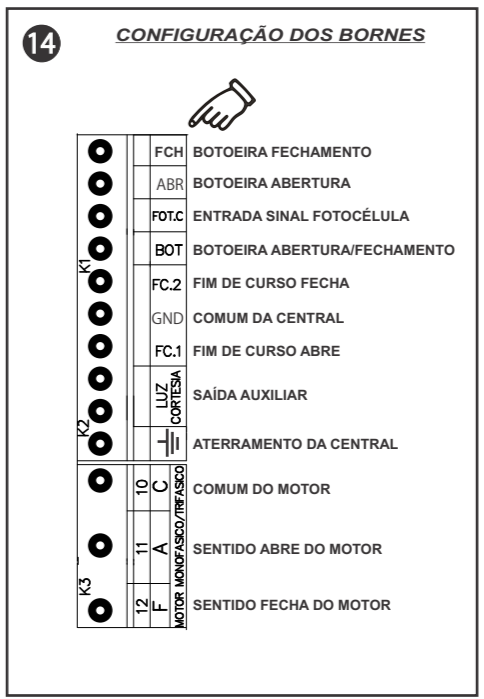 14
CONFIGURAÇÃO DOS BORNES
FCH BOTOEIRA FECHAMENTO
ABR BOTOEIRA ABERTURA
FOT.C ENTRADA SINAL FOTOCÉLULA
BOT BOTOEIRA ABERTURA/FECHAMENTO
K1
FC.2 FIM DE CURSO FECHA
GND COMUM DA CENTRAL
FC.1 FIM DE CURSO ABRE
LUZ
CORTESIA
SAÍDA AUXILIAR
K2
ATERRAMENTO DA CENTRAL
10 C COMUM DO MOTOR
11 A SENTIDO ABRE DO MOTOR
12 F SENTIDO FECHA DO MOTOR
MOTOR MONOFASICO/TRIFASICO
K3